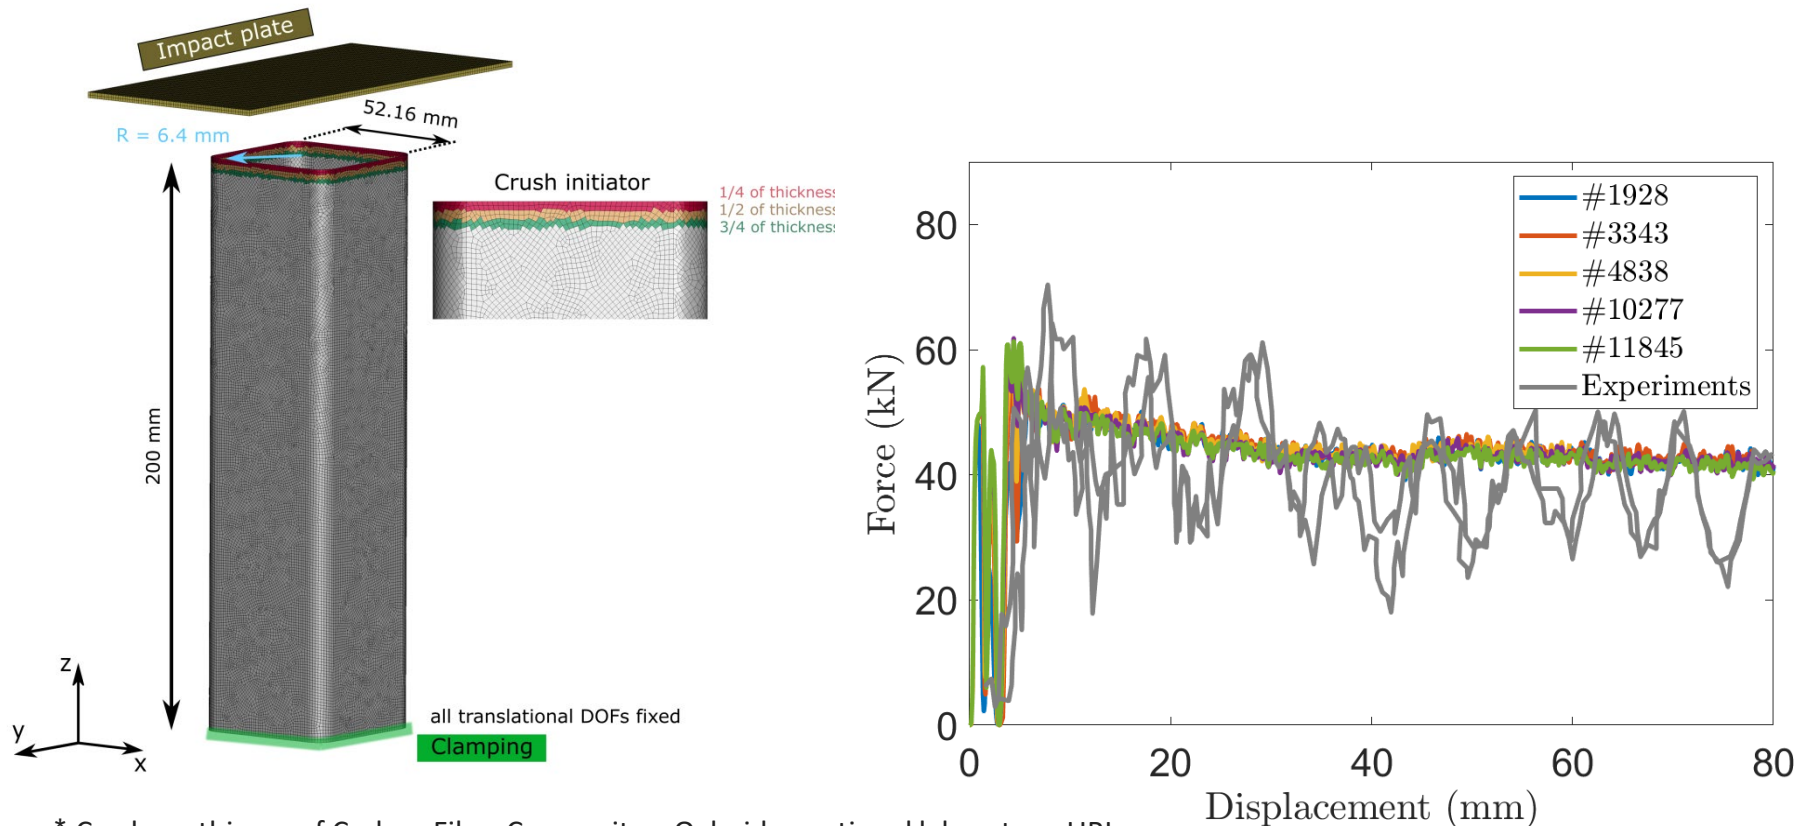 Impact plate
52.16 mm
R = 6.4 mm
200 mm
Crush initiator
1/4 of thickness
1/2 of thickness
3/4 of thickness
z
y
x
all translational DOFs fixed
Clamping
#1928
#3343
#4838
#10277
#11845
Experiments
80
60
40
20
0
Force (kN)
0 20 40 60 80
Displacement (mm)